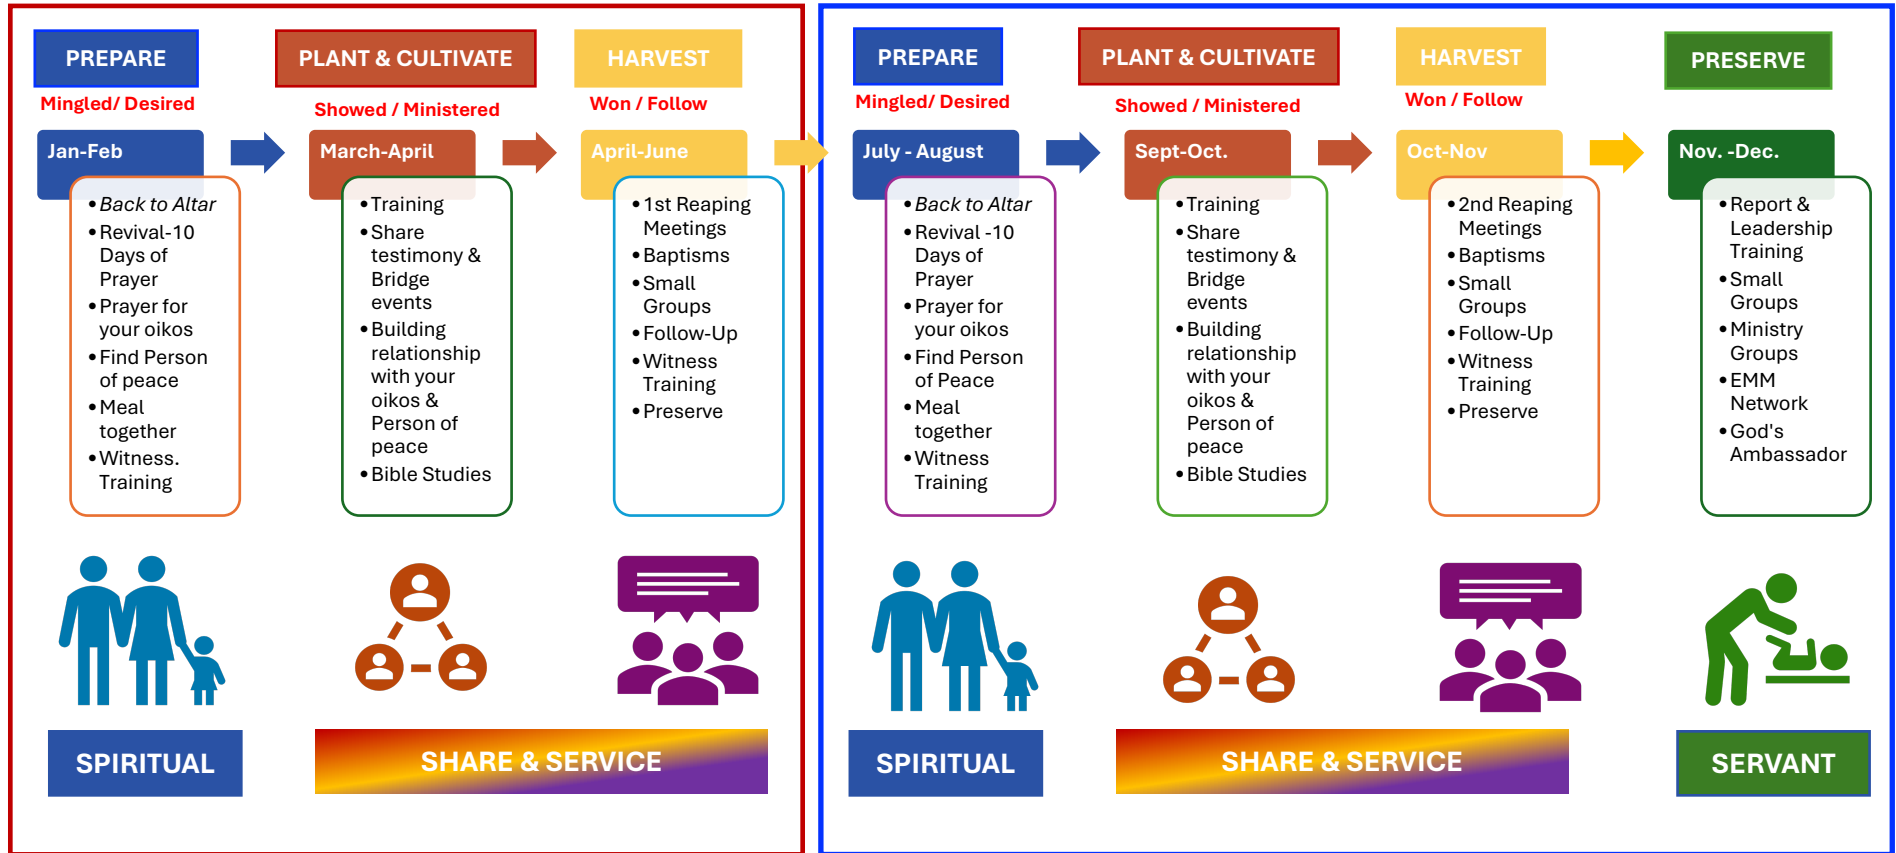 PREPARE
Mingled/ Desired
Jan-Feb
•Back to Altar
•Revival-10
Days of
Prayer
•Prayer for
your oikos
•Find Person
of peace
•Meal
together
•Witness.
Training
SPIRITUAL
PLANT & CULTIVATE
Showed / Ministered
March-April
•Training
•Share
testimony &
Bridge
events
•Building
relationship
with your
oikos &
Person of
peace
•Bible Studies
HARVEST
Won / Follow
April-June
•1st Reaping
Meetings
•Baptisms
•Small
Groups
•Follow-Up
•Witness
Training
•Preserve
SHARE & SERVICE
PREPARE
Mingled/ Desired
July - August
•Back to Altar
•Revival -10
Days of
Prayer
•Prayer for
your oikos
•Find Person
of Peace
•Meal
together
•Witness
Training
SPIRITUAL
PLANT & CULTIVATE
Showed / Ministered
Sept-Oct.
•Training
•Share
testimony &
Bridge
events
•Building
relationship
with your
oikos &
Person of
peace
•Bible Studies
HARVEST
Won / Follow
Oct-Nov
•2nd Reaping
Meetings
•Baptisms
•Small
Groups
•Follow-Up
•Witness
Training
•Preserve
SHARE & SERVICE
PRESERVE
Nov. -Dec.
•Report &
Leadership
Training
•Small
Groups
•Ministry
Groups
•EMM
Network
•God's
Ambassador
SERVANT